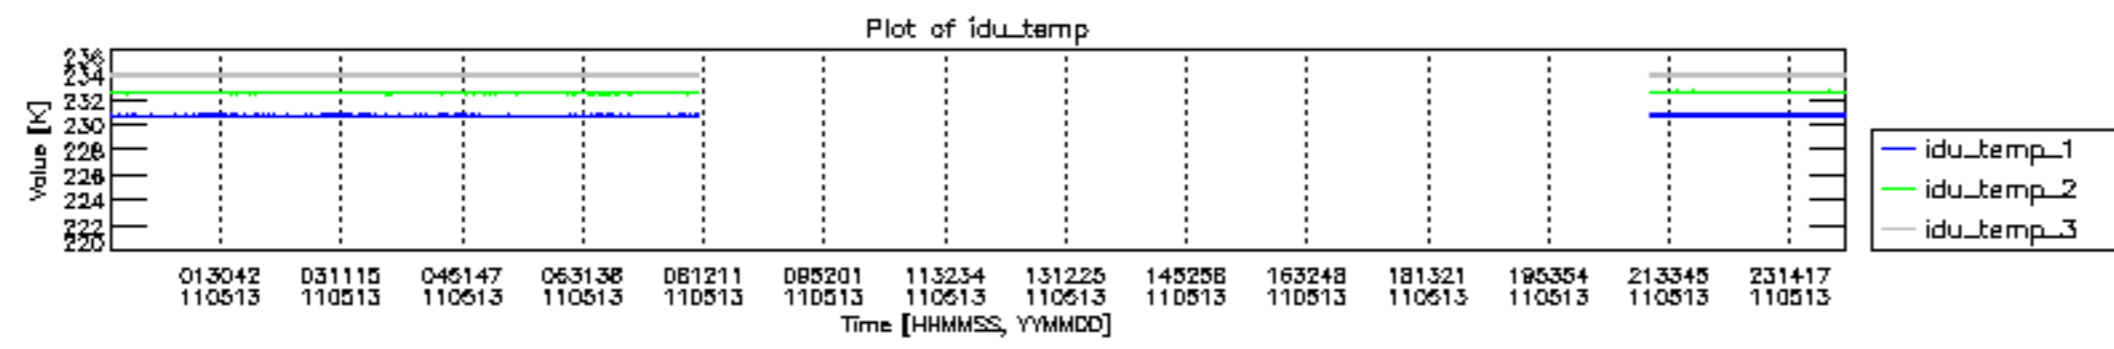 Plot of idu_temp
Value [K]
236
234
232
230
228
226
224
222
220
013042 031115 045147 063138 081211 095201 113234 131225 145258 163248 181321 195354 213345 231417
110513 110513 110513 110513 110513 110513 110513 110513 110513 110513 110513 110513 110513 110513
Time [HHMMSS, YYMMDD]
idu_temp_1
idu_temp_2
idu_temp_3